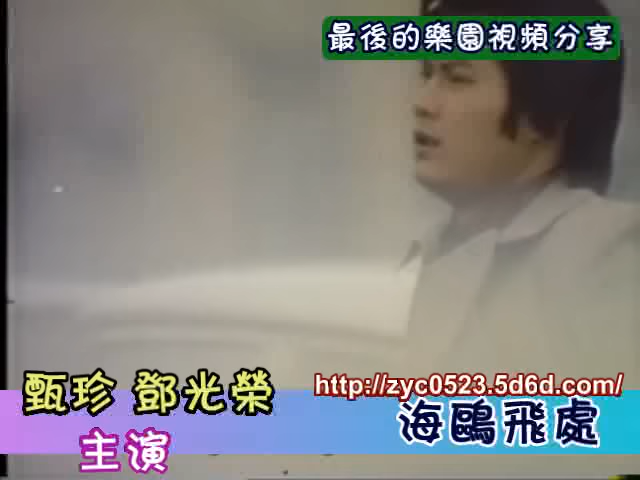 最後的樂園視頻分享
甄珍 鄧光榮
主演
http://zyc0523.5d6d.com/
海鷗飛處